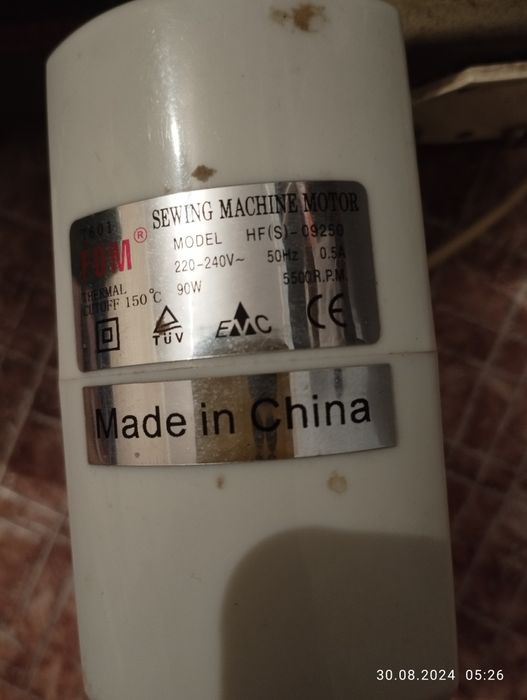 SEWING MACHINE MOTOR
®
MODEL HF(S)-09250
220-240V~ 50Hz 0.5A
THERMAL 90W 5500R.P.M.
CUTOFF 150℃
TÜV EMC CE
Made in China
30.08.2024 05:26